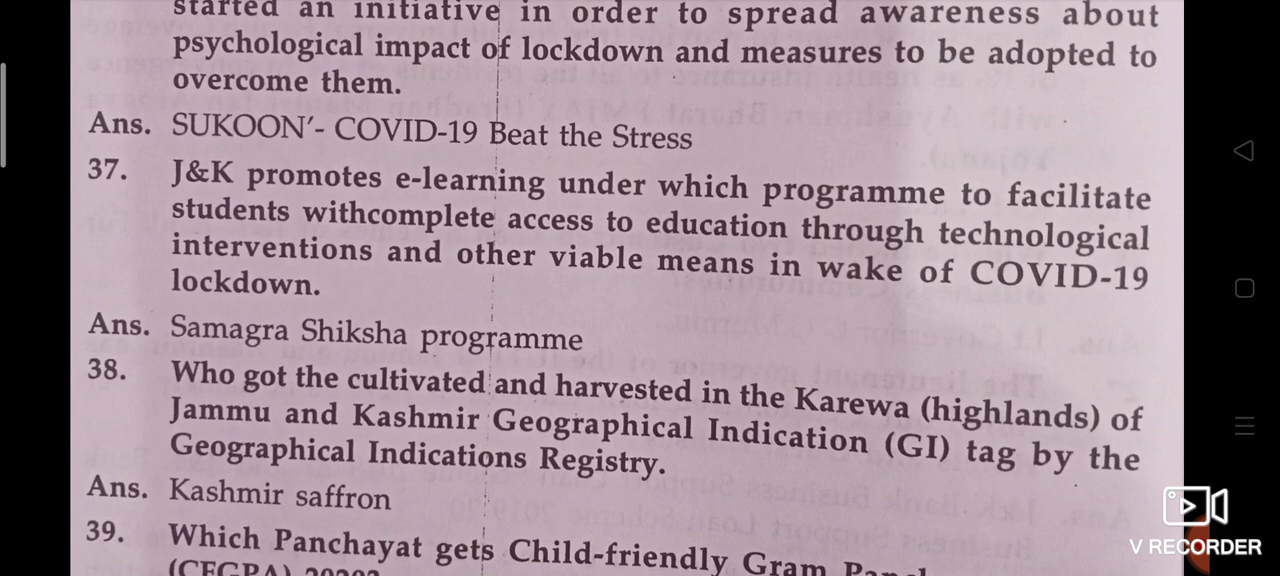 started an initiative in order to spread awareness about
psychological impact of lockdown and measures to be adopted to
overcome them.
Ans. SUKOON'- COVID-19 Beat the Stress
37. J&K promotes e-learning under which programme to facilitate
students withcomplete access to education through technological
interventions and other viable means in wake of COVID-19
lockdown.
Ans. Samagra Shiksha programme
38. Who got the cultivated and harvested in the Karewa (highlands) of
Jammu and Kashmir Geographical Indication (GI) tag by the
Geographical Indications Registry.
Ans. Kashmir saffron
39. Which Panchayat gets Child-friendly Gram
V RECORDER